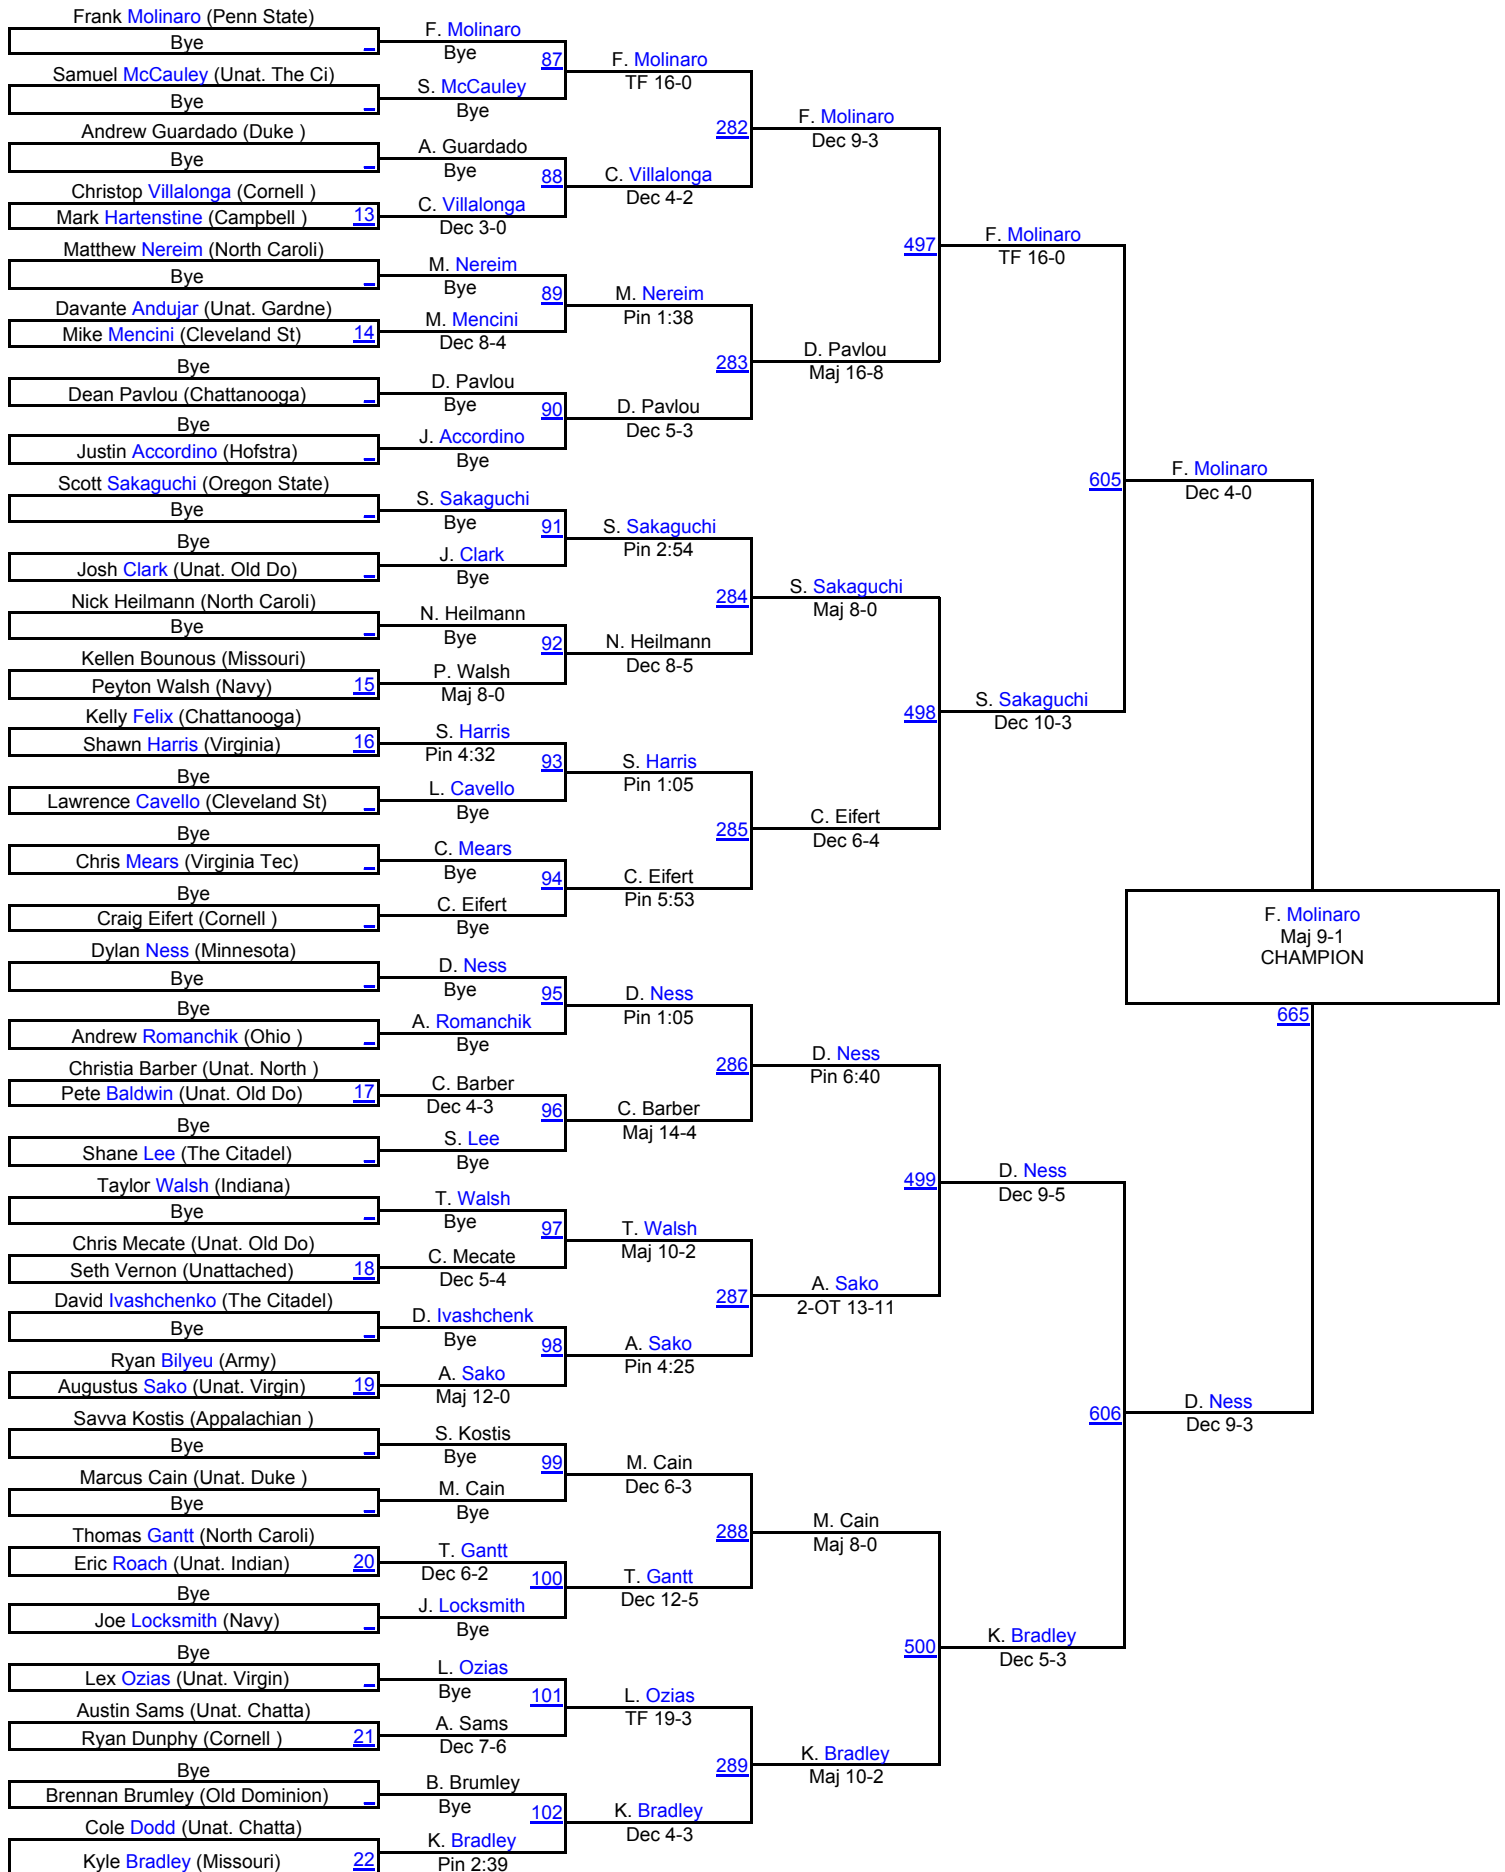 Frank Molinaro (Penn State)
Bye
Samuel McCauley (Unat. The Ci)
Bye
Andrew Guardado (Duke )
Bye
Christop Villalonga (Cornell )
Mark Hartenstine (Campbell ) 13
Matthew Nereim (North Caroli)
Bye
Davante Andujar (Unat. Gardne)
Mike Mencini (Cleveland St) 14
Bye
Dean Pavlou (Chattanooga)
Bye
Justin Accordino (Hofstra)
Scott Sakaguchi (Oregon State)
Bye
Bye
Josh Clark (Unat. Old Do)
Nick Heilmann (North Caroli)
Bye
Kellen Bounous (Missouri)
Peyton Walsh (Navy) 15
Kelly Felix (Chattanooga)
Shawn Harris (Virginia) 16
Bye
Lawrence Cavello (Cleveland St)
Bye
Chris Mears (Virginia Tec)
Bye
Craig Eifert (Cornell )
Dylan Ness (Minnesota)
Bye
Bye
Andrew Romanchik (Ohio )
Christia Barber (Unat. North )
Pete Baldwin (Unat. Old Do) 17
Bye
Shane Lee (The Citadel)
Taylor Walsh (Indiana)
Bye
Chris Mecate (Unat. Old Do)
Seth Vernon (Unattached) 18
David Ivashchenko (The Citadel)
Bye
Ryan Bilyeu (Army)
Augustus Sako (Unat. Virgin) 19
Savva Kostis (Appalachian )
Bye
Marcus Cain (Unat. Duke )
Bye
Thomas Gantt (North Caroli)
Eric Roach (Unat. Indian) 20
Bye
Joe Locksmith (Navy)
Bye
Lex Ozias (Unat. Virgin)
Austin Sams (Unat. Chatta)
Ryan Dunphy (Cornell ) 21
Bye
Brennan Brumley (Old Dominion)
Cole Dodd (Unat. Chatta)
Kyle Bradley (Missouri) 22
F. Molinaro
Bye
87
S. McCauley
Bye
A. Guardado
Bye
88
C. Villalonga
Dec 3-0
M. Nereim
Bye
89
M. Mencini
Dec 8-4
D. Pavlou
Bye
90
J. Accordino
Bye
S. Sakaguchi
Bye
91
J. Clark
Bye
N. Heilmann
Bye
92
P. Walsh
Maj 8-0
S. Harris
Pin 4:32
93
L. Cavello
Bye
C. Mears
Bye
94
C. Eifert
Bye
D. Ness
Bye
95
A. Romanchik
Bye
C. Barber
Dec 4-3
96
S. Lee
Bye
T. Walsh
Bye
97
C. Mecate
Dec 5-4
D. Ivashchenk
Bye
98
A. Sako
Maj 12-0
S. Kostis
Bye
99
M. Cain
Bye
T. Gantt
Dec 6-2
100
J. Locksmith
Bye
L. Ozias
Bye
101
A. Sams
Dec 7-6
B. Brumley
Bye
102
K. Bradley
Pin 2:39
F. Molinaro
TF 16-0
282
C. Villalonga
Dec 4-2
M. Nereim
Pin 1:38
283
D. Pavlou
Dec 5-3
S. Sakaguchi
Pin 2:54
284
N. Heilmann
Dec 8-5
S. Harris
Pin 1:05
285
C. Eifert
Pin 5:53
D. Ness
Pin 1:05
286
C. Barber
Maj 14-4
T. Walsh
Maj 10-2
287
A. Sako
Pin 4:25
M. Cain
Dec 6-3
288
T. Gantt
Dec 12-5
L. Ozias
TF 19-3
289
K. Bradley
Dec 4-3
F. Molinaro
Dec 9-3
497
D. Pavlou
Maj 16-8
S. Sakaguchi
Maj 8-0
498
C. Eifert
Dec 6-4
D. Ness
Pin 6:40
499
A. Sako
2-OT 13-11
M. Cain
Maj 8-0
500
K. Bradley
Maj 10-2
F. Molinaro
TF 16-0
605
S. Sakaguchi
Dec 10-3
D. Ness
Dec 9-5
606
K. Bradley
Dec 5-3
F. Molinaro
Dec 4-0
F. Molinaro
Maj 9-1
CHAMPION
665
D. Ness
Dec 9-3